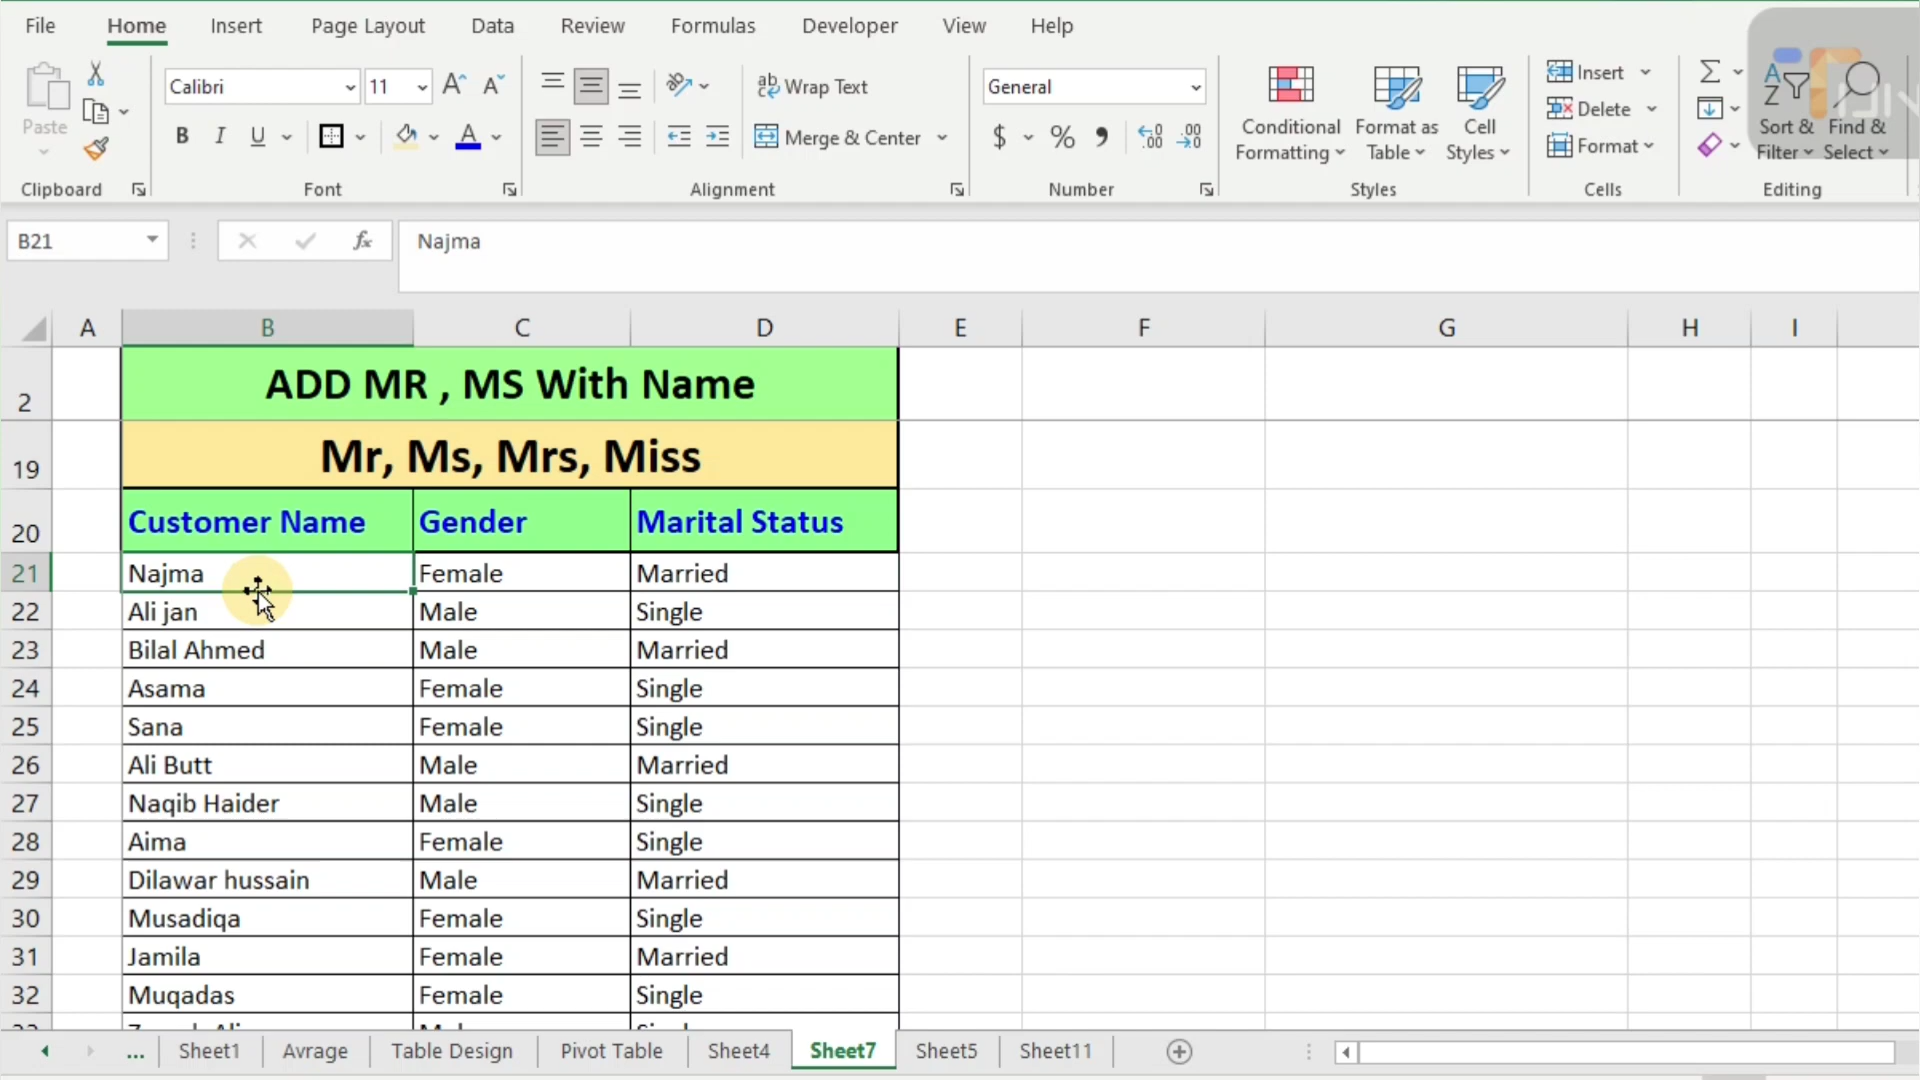 File Home Insert Page Layout Data Review Formulas Developer View Help
Calibri 11 Wrap Text General Insert
Paste B I U Merge & Center $ % Conditional Formatting Format as Table Cell Styles Delete Format Sort & Filter Find & Select
Clipboard Font Alignment Number Styles Cells Editing
B21 fx Najma
A B C D E F G H I
2 ADD MR , MS With Name
19 Mr, Ms, Mrs, Miss
20 Customer Name Gender Marital Status
21 Najma Female Married
22 Ali jan Male Single
23 Bilal Ahmed Male Married
24 Asama Female Single
25 Sana Female Single
26 Ali Butt Male Married
27 Naqib Haider Male Single
28 Aima Female Single
29 Dilawar hussain Male Married
30 Musadiqa Female Single
31 Jamila Female Married
32 Muqadas Female Single
... Sheet1 Avrage Table Design Pivot Table Sheet4 Sheet7 Sheet5 Sheet11